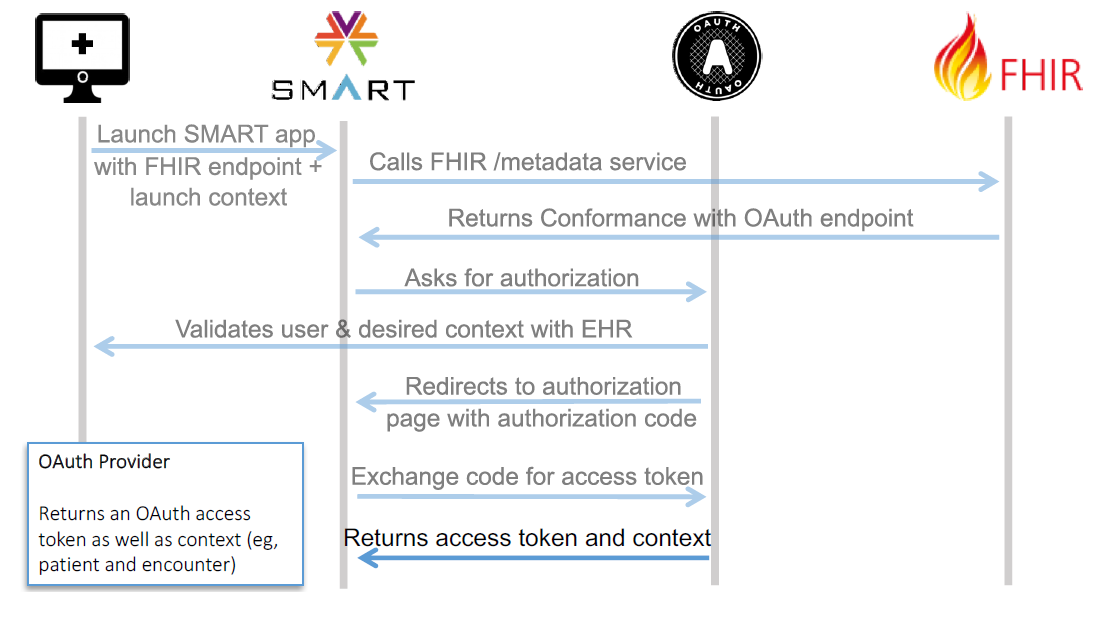 SMART
OAUTH
A
OAUTH
FHIR
Launch SMART app
with FHIR endpoint +
launch context
Calls FHIR /metadata service
Returns Conformance with OAuth endpoint
Asks for authorization
Validates user & desired context with EHR
Redirects to authorization
page with authorization code
Exchange code for access token
Returns access token and context
OAuth Provider
Returns an OAuth access
token as well as context (eg,
patient and encounter)